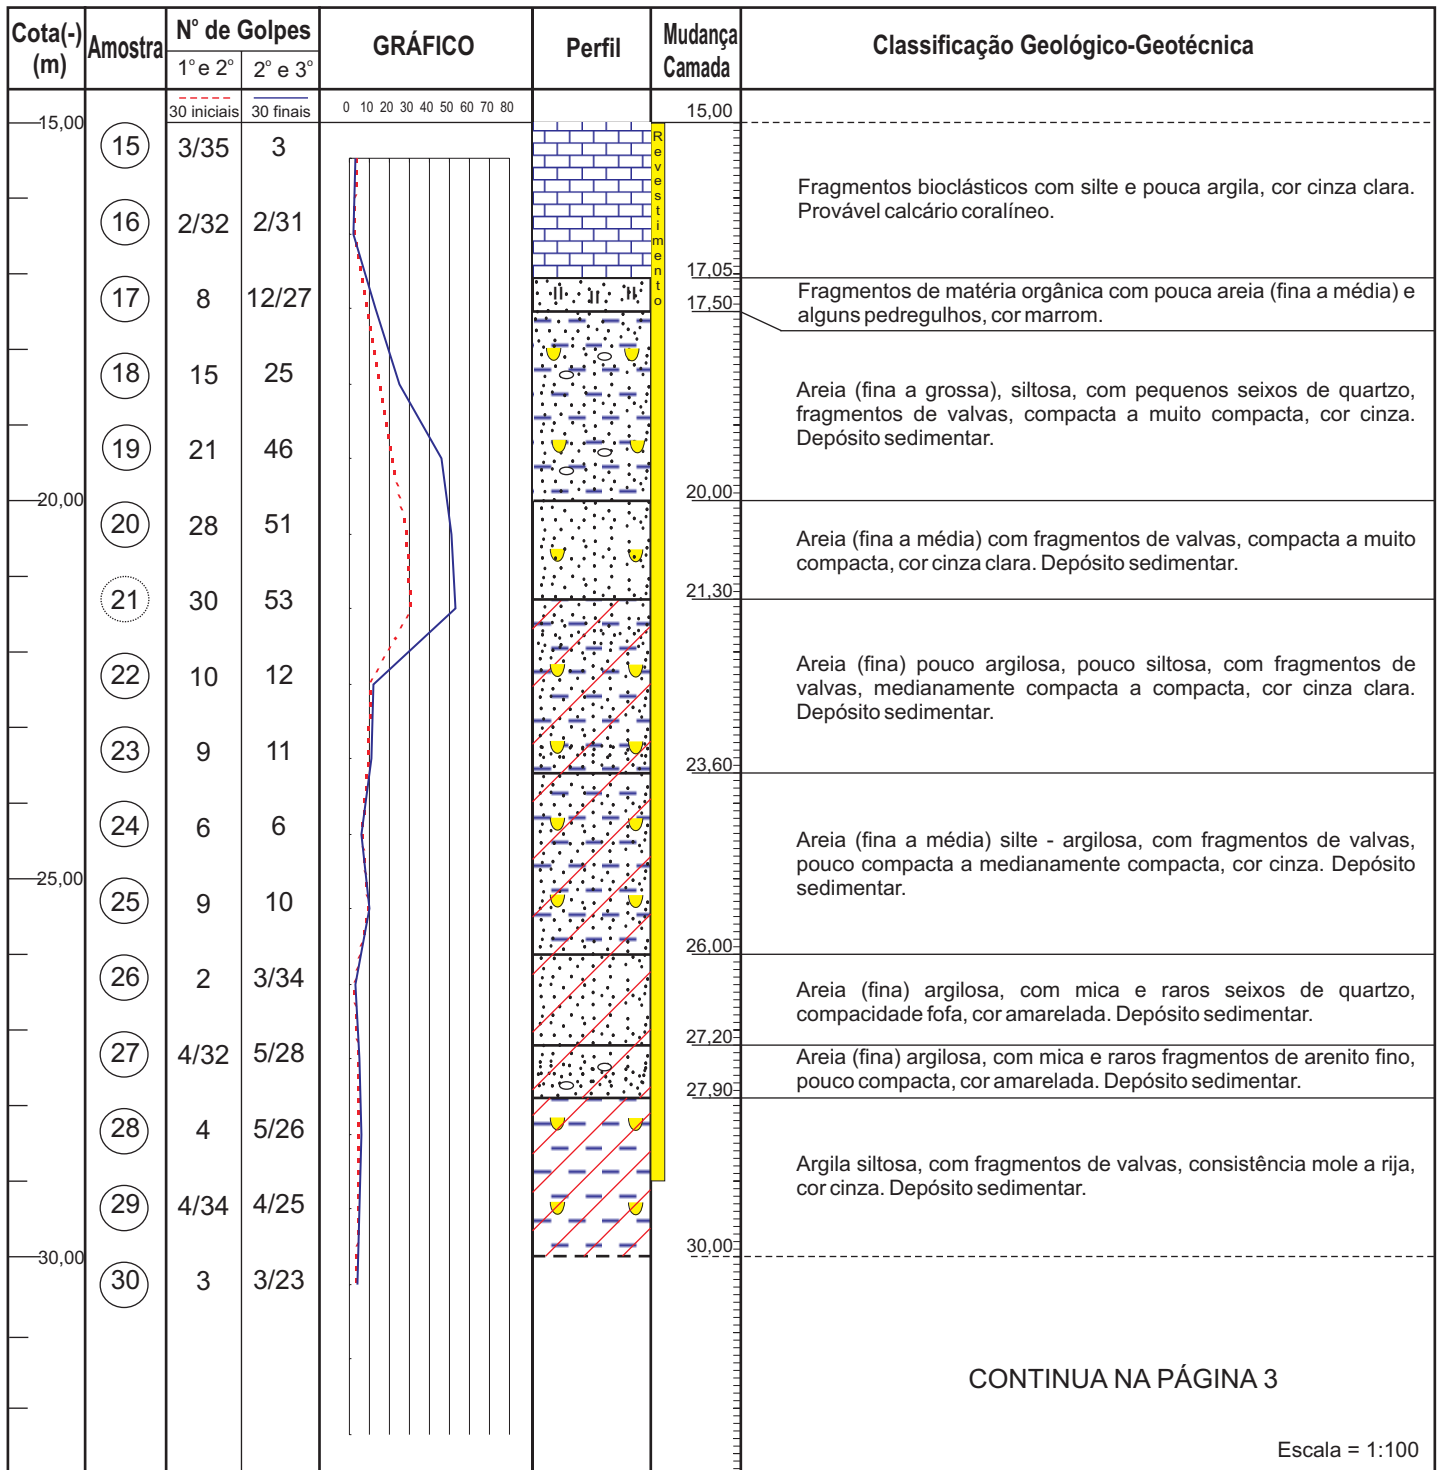 Cota(-) (m)
Amostra
N° de Golpes
1° e 2°
2° e 3°
GRÁFICO
Perfil
Mudança Camada
Classificação Geológico-Geotécnica
30 iniciais
30 finais
0 10 20 30 40 50 60 70 80
15,00
15,00
Revestimento
15 3/35 3
Fragmentos bioclásticos com silte e pouca argila, cor cinza clara.
Provável calcário coralíneo.
16 2/32 2/31
17,05
17 8 12/27
Fragmentos de matéria orgânica com pouca areia (fina a média) e
alguns pedregulhos, cor marrom.
17,50
18 15 25
Areia (fina a grossa), siltosa, com pequenos seixos de quartzo,
fragmentos de valvas, compacta a muito compacta, cor cinza.
Depósito sedimentar.
19 21 46
20,00
20,00
20 28 51
Areia (fina a média) com fragmentos de valvas, compacta a muito
compacta, cor cinza clara. Depósito sedimentar.
21,30
21 30 53
22 10 12
Areia (fina) pouco argilosa, pouco siltosa, com fragmentos de
valvas, medianamente compacta a compacta, cor cinza clara.
Depósito sedimentar.
23 9 11
23,60
24 6 6
Areia (fina a média) silte - argilosa, com fragmentos de valvas,
pouco compacta a medianamente compacta, cor cinza. Depósito
sedimentar.
25,00
25 9 10
26,00
26 2 3/34
Areia (fina) argilosa, com mica e raros seixos de quartzo,
compacidade fofa, cor amarelada. Depósito sedimentar.
27,20
27 4/32 5/28
Areia (fina) argilosa, com mica e raros fragmentos de arenito fino,
pouco compacta, cor amarelada. Depósito sedimentar.
27,90
28 4 5/26
Argila siltosa, com fragmentos de valvas, consistência mole a rija,
cor cinza. Depósito sedimentar.
29 4/34 4/25
30,00
30,00
30 3 3/23
CONTINUA NA PÁGINA 3
Escala = 1:100